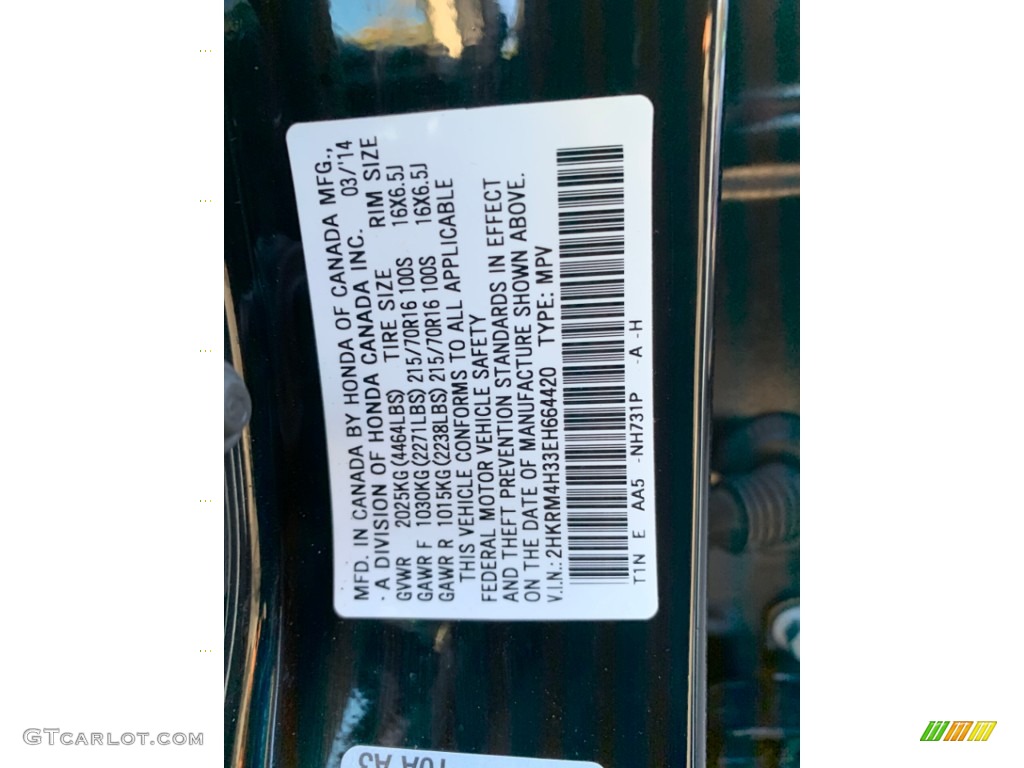 MFD. IN CANADA BY HONDA OF CANADA MFG.,
· A DIVISION OF HONDA CANADA INC. 03/'14
GVWR 2025KG (4464LBS) TIRE SIZE RIM SIZE
GAWR F 1030KG (2271LBS) 215/70R16 100S 16X6.5J
GAWR R 1015KG (2238LBS) 215/70R16 100S 16X6.5J
THIS VEHICLE CONFORMS TO ALL APPLICABLE
FEDERAL MOTOR VEHICLE SAFETY
AND THEFT PREVENTION STANDARDS IN EFFECT
ON THE DATE OF MANUFACTURE SHOWN ABOVE.
V.I.N.: 2HKRM4H33EH664420 TYPE: MPV
T1N E AA5 -NH731P -A -H
GTCARLOT.COM